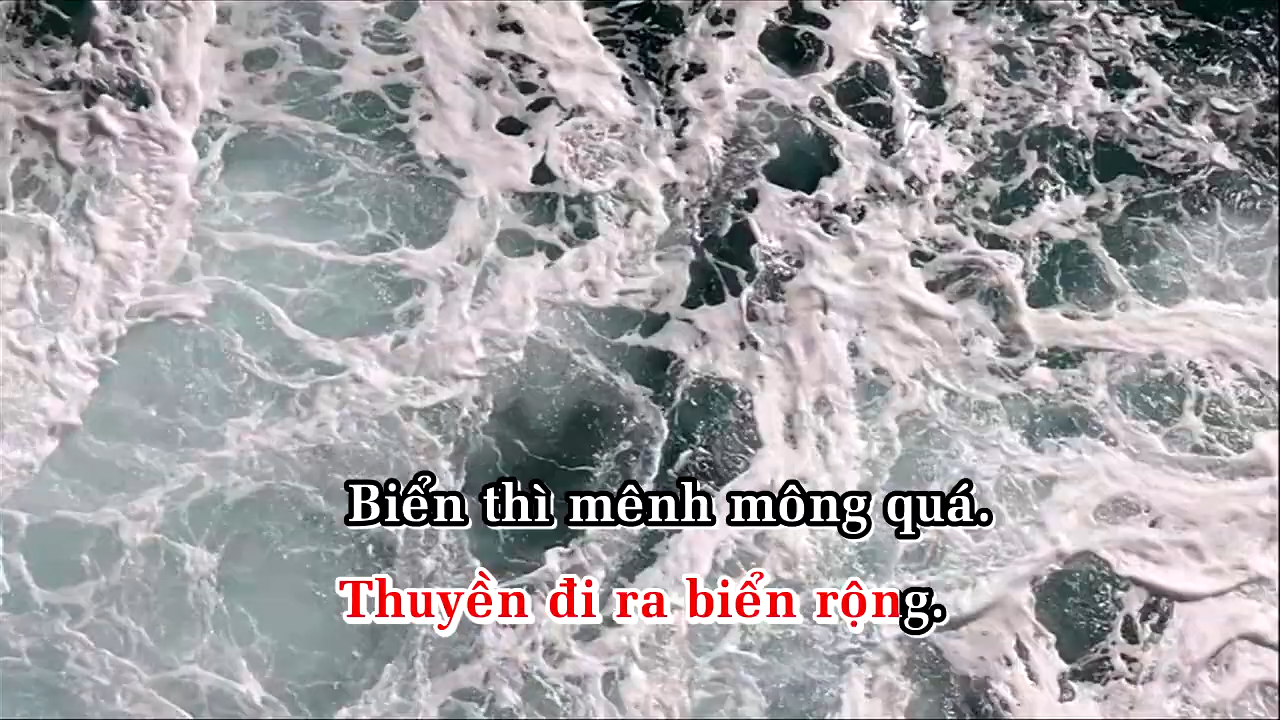 Biển thì mênh mông quá.
Thuyền đi ra biển rộng.